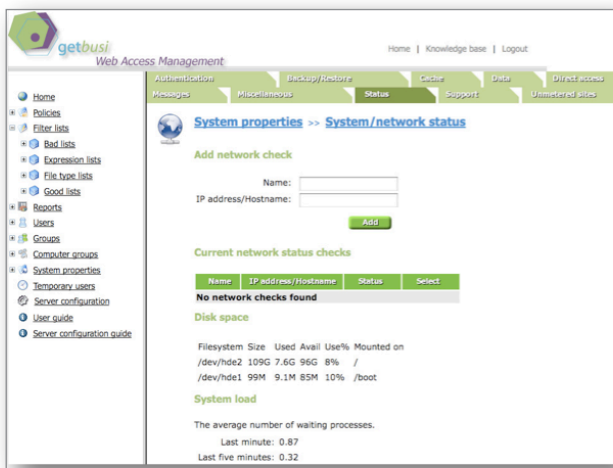 getbusi
Web Access Management
Home | Knowledge base | Logout
Authentication Backup/Restore Cache Data Direct access
Messages Miscellaneous Status Support Unmetered sites
Home
Policies
Filter lists
Bad lists
Expression lists
File type lists
Good lists
Reports
Users
Groups
Computer groups
System properties
Temporary users
Server configuration
User guide
Server configuration guide
System properties >> System/network status
Add network check
Name:
IP address/Hostname:
Add
Current network status checks
Name IP address/Hostname Status Select
No network checks found
Disk space
Filesystem Size Used Avail Use% Mounted on
/dev/hde2 109G 7.6G 96G 8% /
/dev/hde1 99M 9.1M 85M 10% /boot
System load
The average number of waiting processes.
Last minute: 0.87
Last five minutes: 0.32